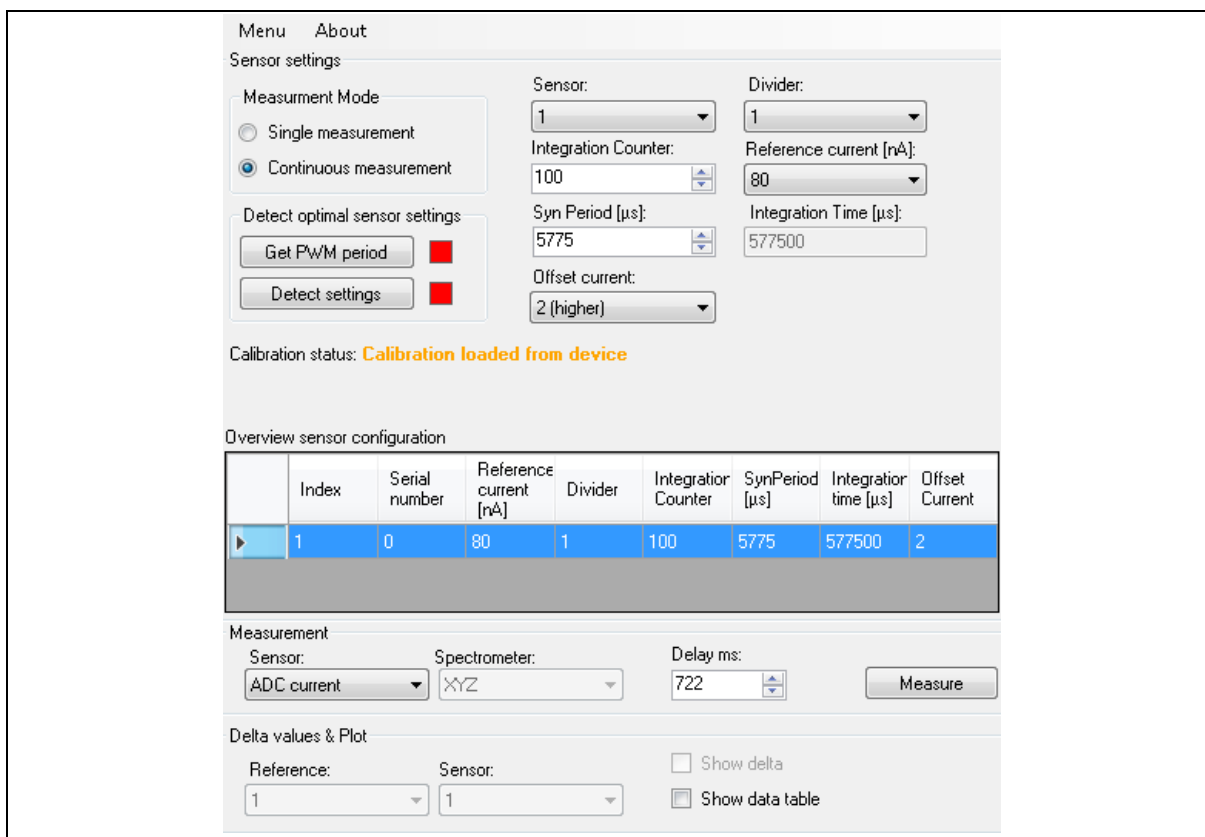 Menu About
Sensor settings
Measurment Mode
Single measurement
Continuous measurement
Detect optimal sensor settings
Get PWM period
Detect settings
Sensor:
1
Divider:
1
Integration Counter:
100
Reference current [nA]:
80
Syn Period [µs]:
5775
Integration Time [µs]:
577500
Offset current:
2 (higher)
Calibration status: Calibration loaded from device
Overview sensor configuration
Index Serial number Reference current [nA] Divider Integration Counter SynPeriod [µs] Integration time [µs] Offset Current
1 0 80 1 100 5775 577500 2
Measurement
Sensor: Spectrometer: Delay ms:
ADC current XYZ 722 Measure
Delta values & Plot
Reference: Sensor: Show delta
1 1 Show data table